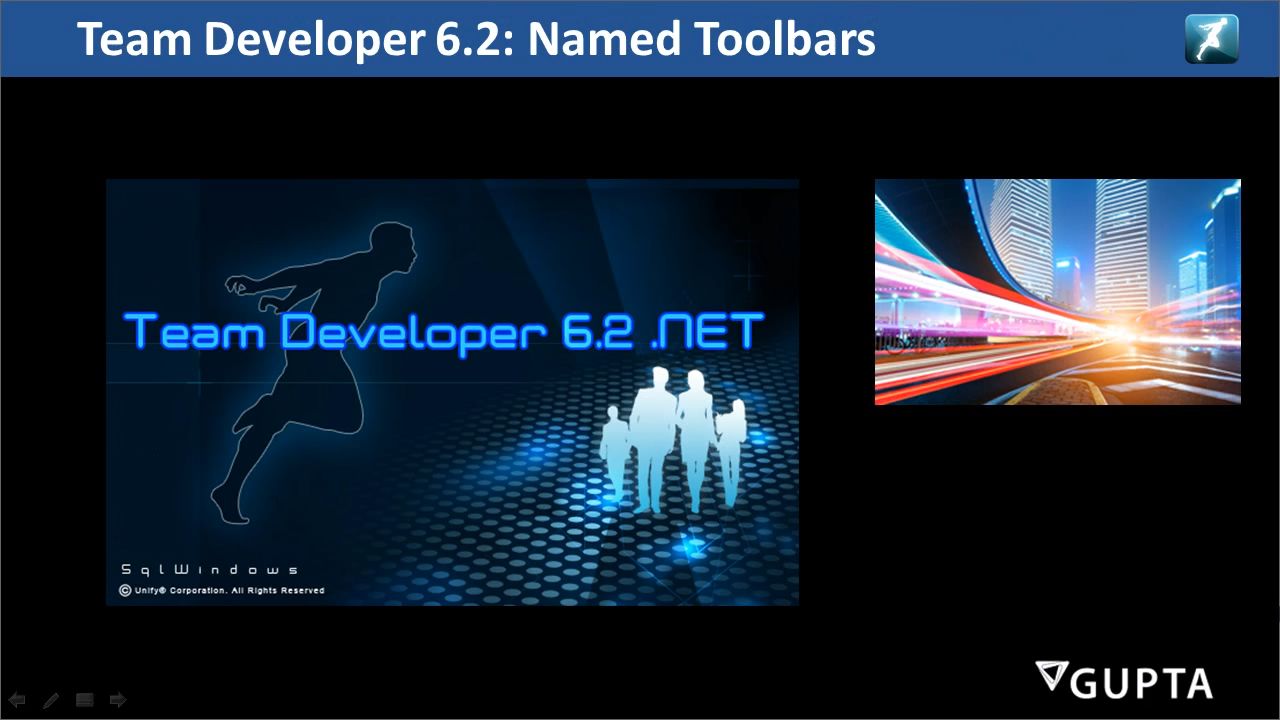 Team Developer 6.2: Named Toolbars
Team Developer 6.2 .NET
SqlWindows
© Unify® Corporation. All Rights Reserved
GUPTA